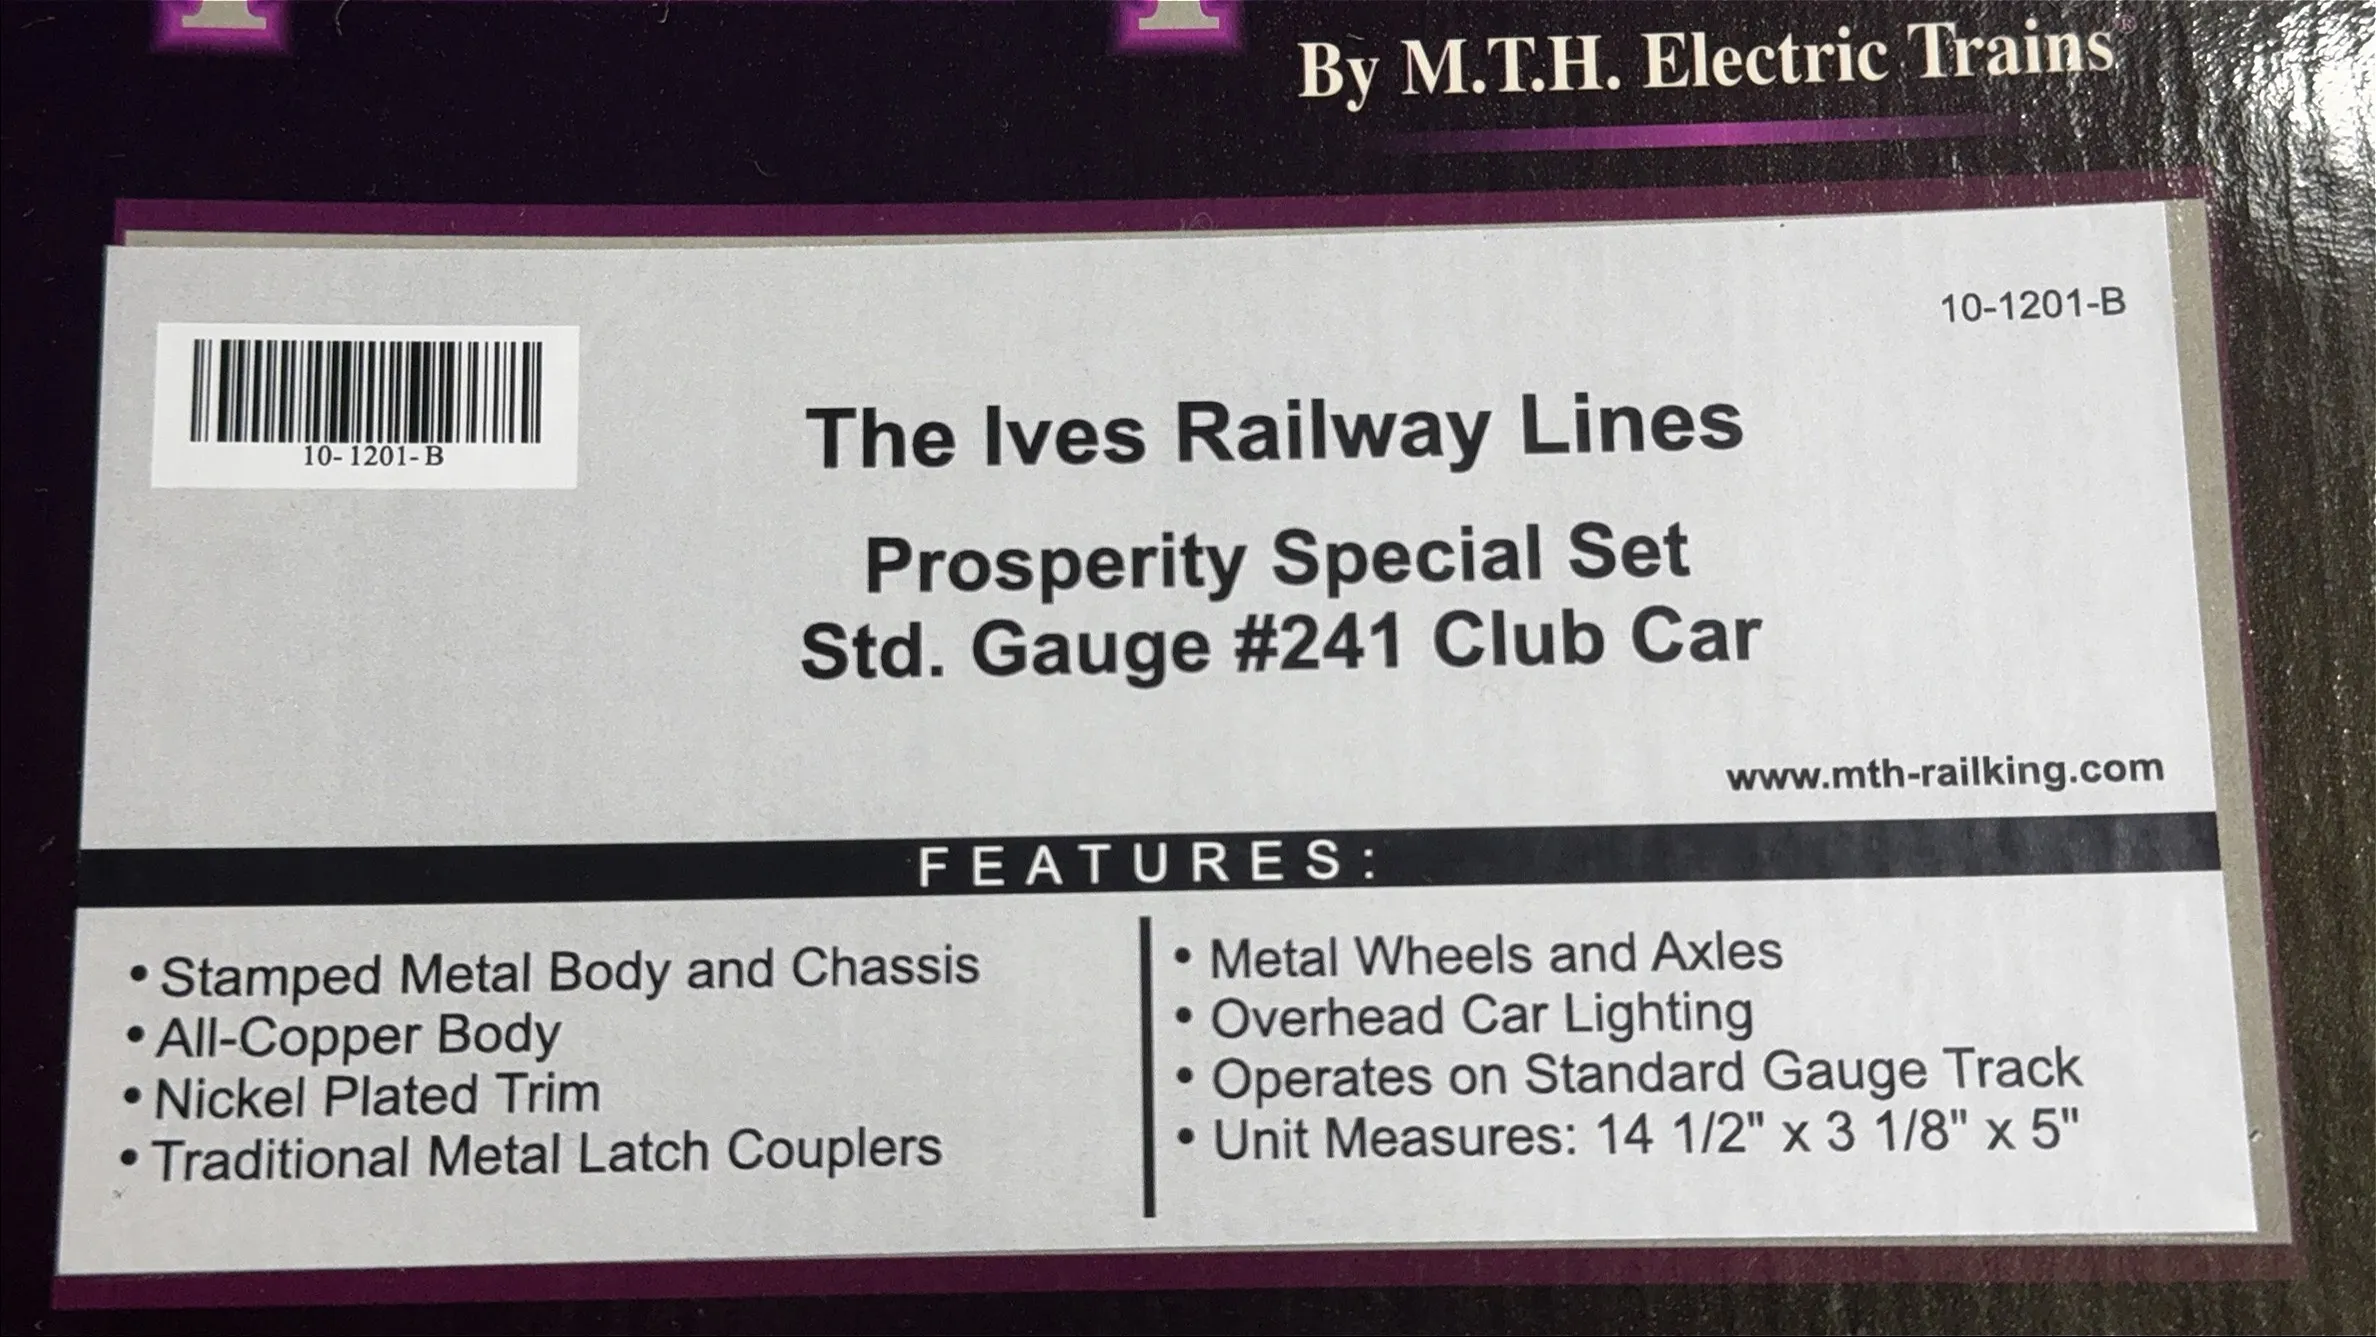 By M.T.H. Electric Trains®
10-1201-B
10-1201-B
The Ives Railway Lines
Prosperity Special Set
Std. Gauge #241 Club Car
www.mth-railking.com
FEATURES:
• Stamped Metal Body and Chassis
• All-Copper Body
• Nickel Plated Trim
• Traditional Metal Latch Couplers
• Metal Wheels and Axles
• Overhead Car Lighting
• Operates on Standard Gauge Track
• Unit Measures: 14 1/2" x 3 1/8" x 5"